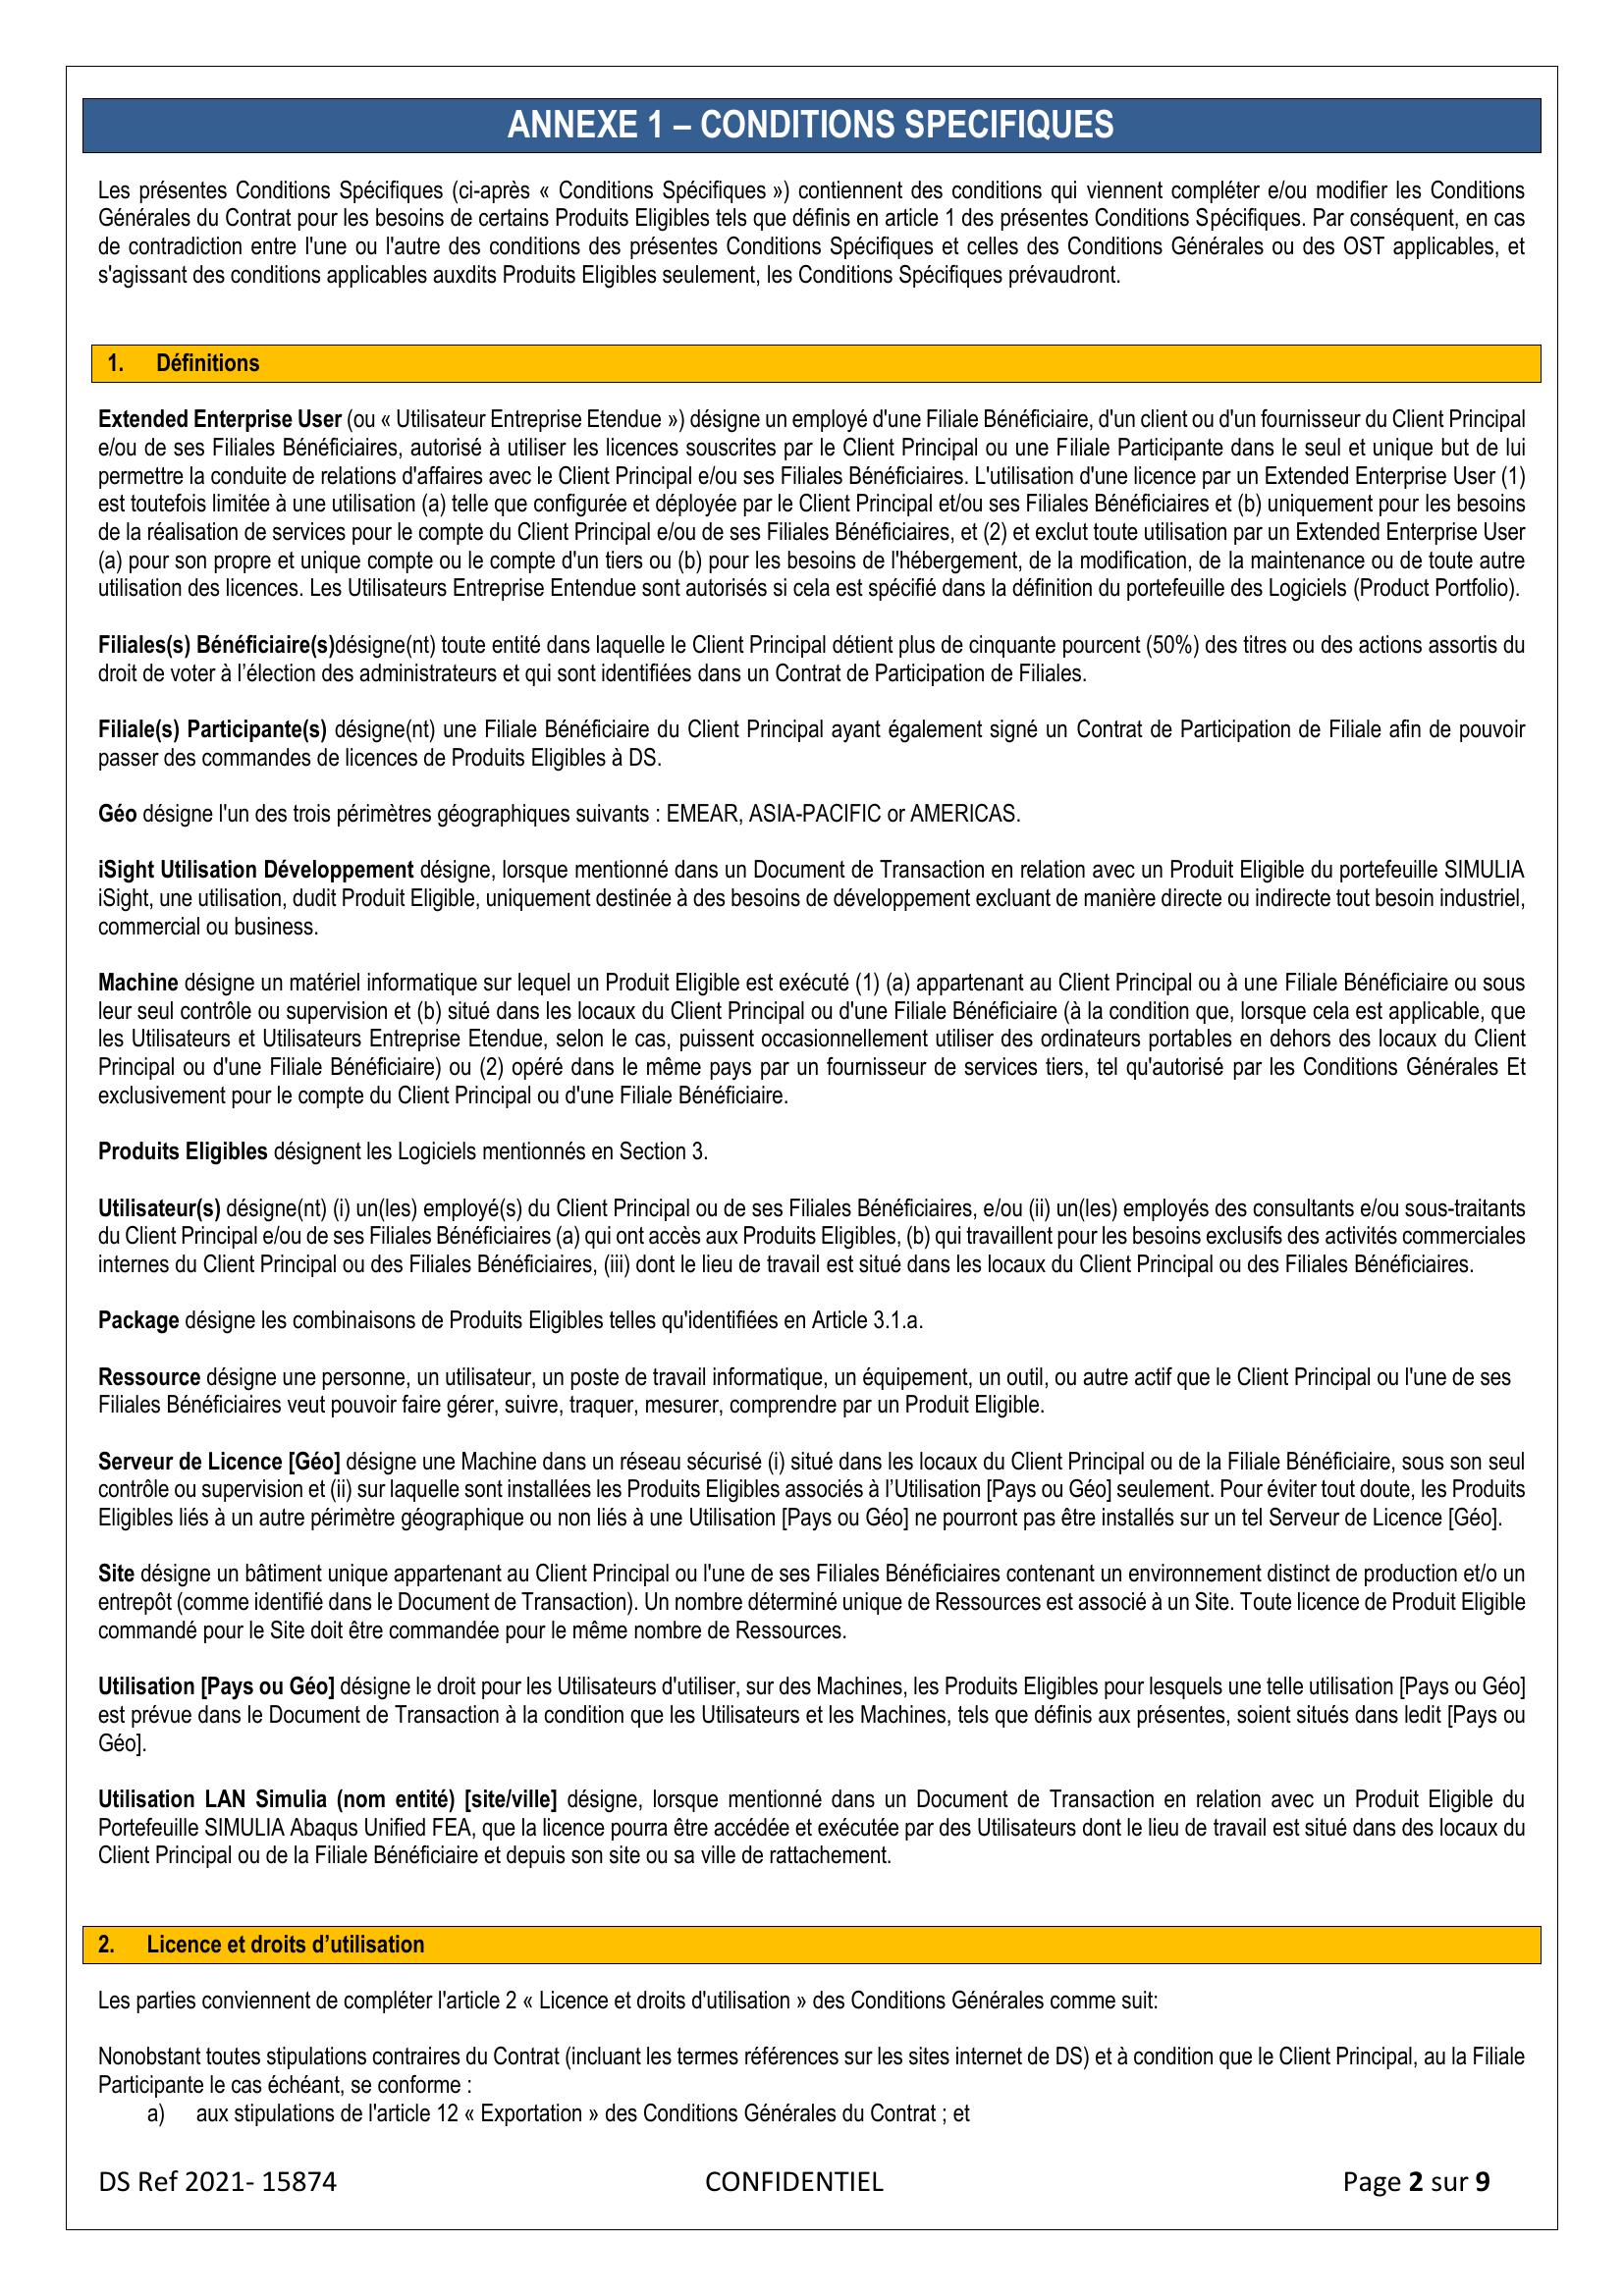 ANNEXE 1 – CONDITIONS SPECIFIQUES
Les présentes Conditions Spécifiques (ci-après « Conditions Spécifiques ») contiennent des conditions qui viennent compléter e/ou modifier les Conditions
Générales du Contrat pour les besoins de certains Produits Eligibles tels que définis en article 1 des présentes Conditions Spécifiques. Par conséquent, en cas
de contradiction entre l'une ou l'autre des conditions des présentes Conditions Spécifiques et celles des Conditions Générales ou des OST applicables, et
s'agissant des conditions applicables auxdits Produits Eligibles seulement, les Conditions Spécifiques prévaudront.
1. Définitions
Extended Enterprise User (ou « Utilisateur Entreprise Etendue ») désigne un employé d'une Filiale Bénéficiaire, d'un client ou d'un fournisseur du Client Principal
e/ou de ses Filiales Bénéficiaires, autorisé à utiliser les licences souscrites par le Client Principal ou une Filiale Participante dans le seul et unique but de lui
permettre la conduite de relations d'affaires avec le Client Principal e/ou ses Filiales Bénéficiaires. L'utilisation d'une licence par un Extended Enterprise User (1)
est toutefois limitée à une utilisation (a) telle que configurée et déployée par le Client Principal et/ou ses Filiales Bénéficiaires et (b) uniquement pour les besoins
de la réalisation de services pour le compte du Client Principal e/ou de ses Filiales Bénéficiaires, et (2) et exclut toute utilisation par un Extended Enterprise User
(a) pour son propre et unique compte ou le compte d'un tiers ou (b) pour les besoins de l'hébergement, de la modification, de la maintenance ou de toute autre
utilisation des licences. Les Utilisateurs Entreprise Entendue sont autorisés si cela est spécifié dans la définition du portefeuille des Logiciels (Product Portfolio).
Filiales(s) Bénéficiaire(s)désigne(nt) toute entité dans laquelle le Client Principal détient plus de cinquante pourcent (50%) des titres ou des actions assortis du
droit de voter à l’élection des administrateurs et qui sont identifiées dans un Contrat de Participation de Filiales.
Filiale(s) Participante(s) désigne(nt) une Filiale Bénéficiaire du Client Principal ayant également signé un Contrat de Participation de Filiale afin de pouvoir
passer des commandes de licences de Produits Eligibles à DS.
Géo désigne l'un des trois périmètres géographiques suivants : EMEAR, ASIA-PACIFIC or AMERICAS.
iSight Utilisation Développement désigne, lorsque mentionné dans un Document de Transaction en relation avec un Produit Eligible du portefeuille SIMULIA
iSight, une utilisation, dudit Produit Eligible, uniquement destinée à des besoins de développement excluant de manière directe ou indirecte tout besoin industriel,
commercial ou business.
Machine désigne un matériel informatique sur lequel un Produit Eligible est exécuté (1) (a) appartenant au Client Principal ou à une Filiale Bénéficiaire ou sous
leur seul contrôle ou supervision et (b) situé dans les locaux du Client Principal ou d'une Filiale Bénéficiaire (à la condition que, lorsque cela est applicable, que
les Utilisateurs et Utilisateurs Entreprise Etendue, selon le cas, puissent occasionnellement utiliser des ordinateurs portables en dehors des locaux du Client
Principal ou d'une Filiale Bénéficiaire) ou (2) opéré dans le même pays par un fournisseur de services tiers, tel qu'autorisé par les Conditions Générales Et
exclusivement pour le compte du Client Principal ou d'une Filiale Bénéficiaire.
Produits Eligibles désignent les Logiciels mentionnés en Section 3.
Utilisateur(s) désigne(nt) (i) un(les) employé(s) du Client Principal ou de ses Filiales Bénéficiaires, e/ou (ii) un(les) employés des consultants e/ou sous-traitants
du Client Principal e/ou de ses Filiales Bénéficiaires (a) qui ont accès aux Produits Eligibles, (b) qui travaillent pour les besoins exclusifs des activités commerciales
internes du Client Principal ou des Filiales Bénéficiaires, (iii) dont le lieu de travail est situé dans les locaux du Client Principal ou des Filiales Bénéficiaires.
Package désigne les combinaisons de Produits Eligibles telles qu'identifiées en Article 3.1.a.
Ressource désigne une personne, un utilisateur, un poste de travail informatique, un équipement, un outil, ou autre actif que le Client Principal ou l'une de ses
Filiales Bénéficiaires veut pouvoir faire gérer, suivre, traquer, mesurer, comprendre par un Produit Eligible.
Serveur de Licence [Géo] désigne une Machine dans un réseau sécurisé (i) situé dans les locaux du Client Principal ou de la Filiale Bénéficiaire, sous son seul
contrôle ou supervision et (ii) sur laquelle sont installées les Produits Eligibles associés à l’Utilisation [Pays ou Géo] seulement. Pour éviter tout doute, les Produits
Eligibles liés à un autre périmètre géographique ou non liés à une Utilisation [Pays ou Géo] ne pourront pas être installés sur un tel Serveur de Licence [Géo].
Site désigne un bâtiment unique appartenant au Client Principal ou l'une de ses Filiales Bénéficiaires contenant un environnement distinct de production et/o un
entrepôt (comme identifié dans le Document de Transaction). Un nombre déterminé unique de Ressources est associé à un Site. Toute licence de Produit Eligible
commandé pour le Site doit être commandée pour le même nombre de Ressources.
Utilisation [Pays ou Géo] désigne le droit pour les Utilisateurs d'utiliser, sur des Machines, les Produits Eligibles pour lesquels une telle utilisation [Pays ou Géo]
est prévue dans le Document de Transaction à la condition que les Utilisateurs et les Machines, tels que définis aux présentes, soient situés dans ledit [Pays ou
Géo].
Utilisation LAN Simulia (nom entité) [site/ville] désigne, lorsque mentionné dans un Document de Transaction en relation avec un Produit Eligible du
Portefeuille SIMULIA Abaqus Unified FEA, que la licence pourra être accédée et exécutée par des Utilisateurs dont le lieu de travail est situé dans des locaux du
Client Principal ou de la Filiale Bénéficiaire et depuis son site ou sa ville de rattachement.
2. Licence et droits d’utilisation
Les parties conviennent de compléter l'article 2 « Licence et droits d'utilisation » des Conditions Générales comme suit:
Nonobstant toutes stipulations contraires du Contrat (incluant les termes références sur les sites internet de DS) et à condition que le Client Principal, au la Filiale
Participante le cas échéant, se conforme :
a) aux stipulations de l'article 12 « Exportation » des Conditions Générales du Contrat ; et
DS Ref 2021- 15874 CONFIDENTIEL Page 2 sur 9